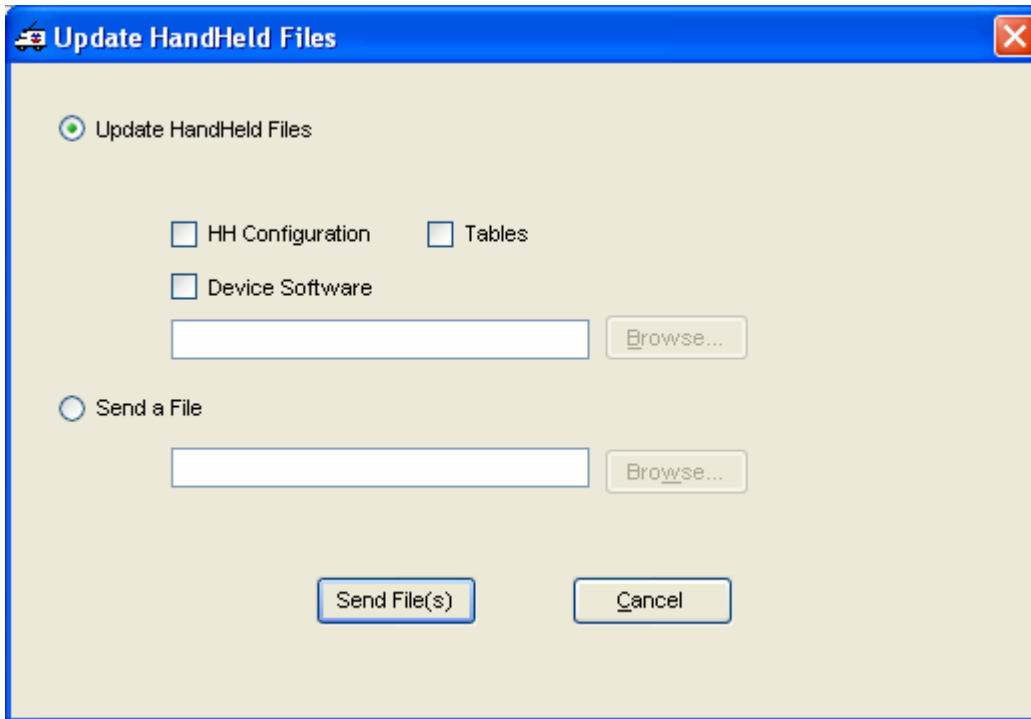 Update HandHeld Files
Update HandHeld Files
HH Configuration Tables
Device Software
Browse...
Send a File
Browse...
Send File(s) Cancel